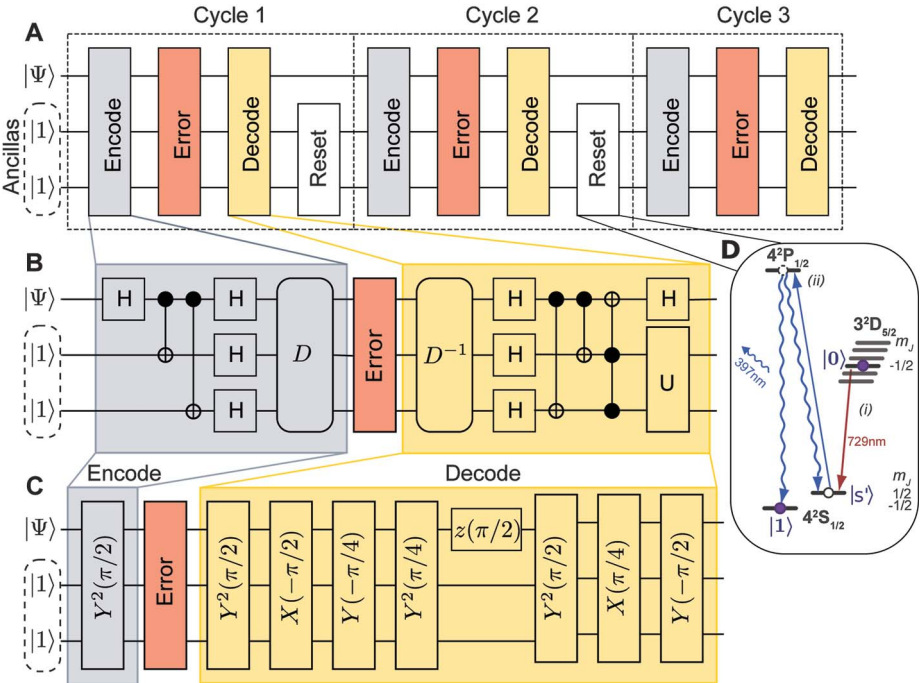 Cycle 1
Cycle 2
Cycle 3
A
|Ψ⟩
Ancillas
|1⟩
|1⟩
Encode
Error
Decode
Reset
Encode
Error
Decode
Reset
Encode
Error
Decode
B
|Ψ⟩
|1⟩
|1⟩
H
H
H
H
D
Error
D⁻¹
H
H
H
H
U
D
4²P1/2
(ii)
3²D5/2
mJ
|0⟩
-1/2
397nm
(i)
729nm
mJ
|s'⟩
1/2
-1/2
|1⟩
4²S1/2
Encode
Decode
C
|Ψ⟩
|1⟩
|1⟩
Y²(π/2)
Error
Y²(π/2)
X(−π/2)
Y(−π/4)
Y²(π/4)
z(π/2)
Y²(π/2)
X(π/4)
Y(−π/2)